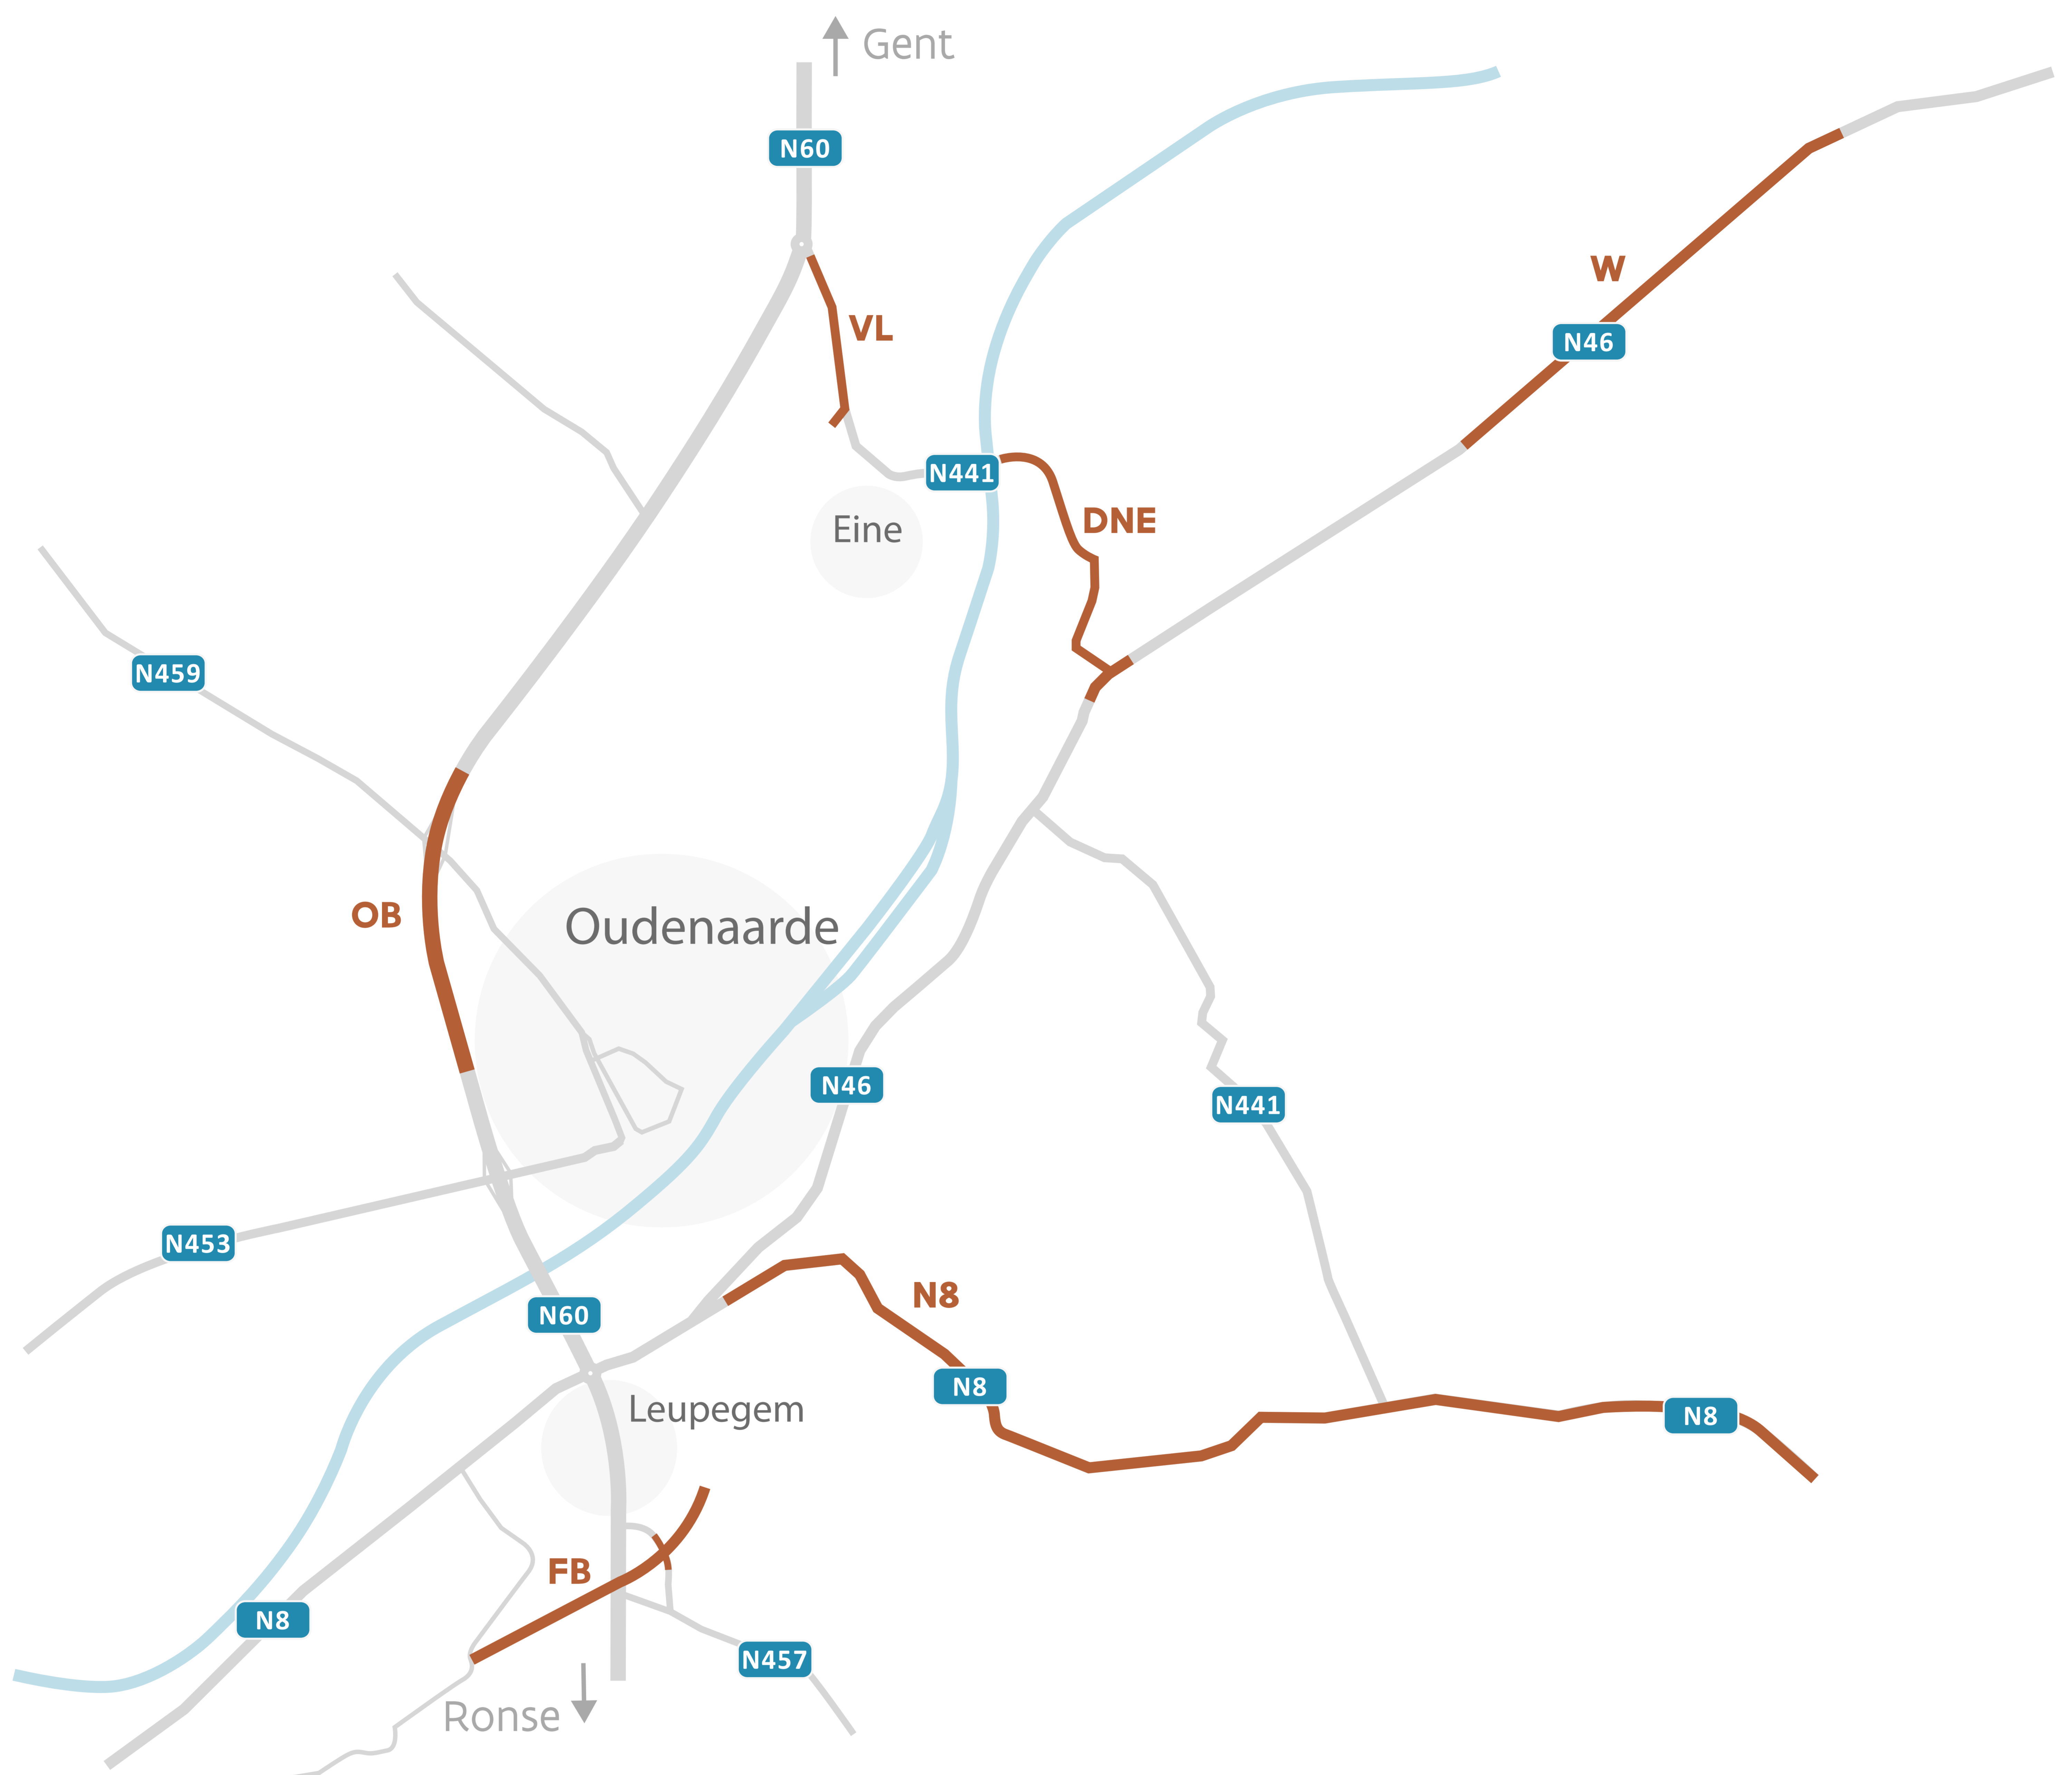 Gent
N60
W
VL
N46
N441
DNE
Eine
N459
OB
Oudenaarde
N46
N441
N453
N8
N60
N8
Leupegem
N8
FB
N8
N457
Ronse